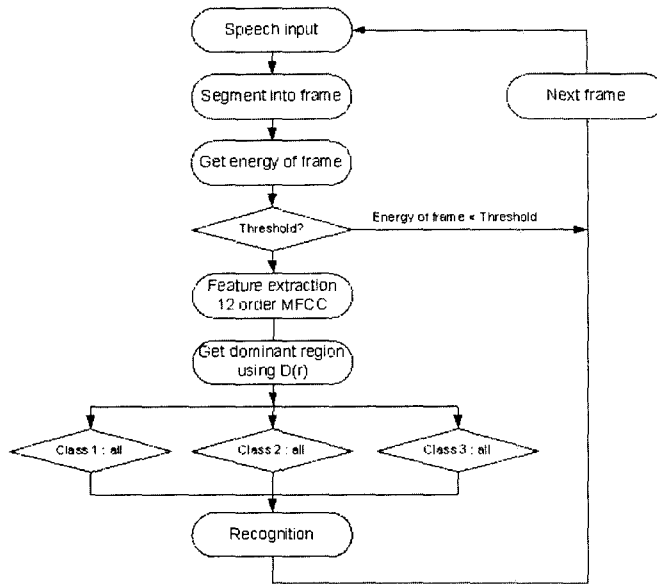 Speech input
Segment into frame
Next frame
Get energy of frame
Threshold?
Energy of frame < Threshold
Feature extraction
12 order MFCC
Get dominant region
using D(r)
Class 1 : all
Class 2 : all
Class 3 : all
Recognition